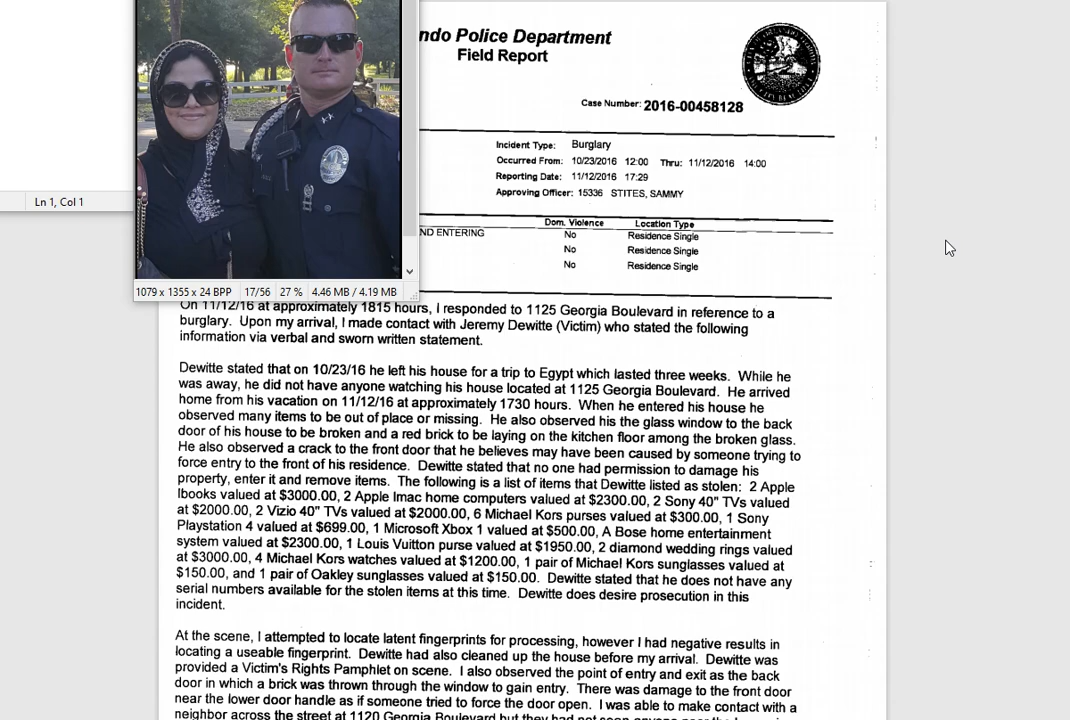 ndo Police Department
Field Report
Case Number: 2016-00458128
Incident Type: Burglary
Occurred From: 10/23/2016 12:00 Thru: 11/12/2016 14:00
Reporting Date: 11/12/2016 17:29
Approving Officer: 15336 STITES, SAMMY
Dom. Violence Location Type
ND ENTERING No Residence Single
No Residence Single
No Residence Single
Ln 1, Col 1
1079 x 1355 x 24 BPP 17/56 27 % 4.46 MB / 4.19 MB
On 11/12/16 at approximately 1815 hours, I responded to 1125 Georgia Boulevard in reference to a
burglary. Upon my arrival, I made contact with Jeremy Dewitte (Victim) who stated the following
information via verbal and sworn written statement.
Dewitte stated that on 10/23/16 he left his house for a trip to Egypt which lasted three weeks. While he
was away, he did not have anyone watching his house located at 1125 Georgia Boulevard. He arrived
home from his vacation on 11/12/16 at approximately 1730 hours. When he entered his house he
observed many items to be out of place or missing. He also observed his the glass window to the back
door of his house to be broken and a red brick to be laying on the kitchen floor among the broken glass.
He also observed a crack to the front door that he believes may have been caused by someone trying to
force entry to the front of his residence. Dewitte stated that no one had permission to damage his
property, enter it and remove items. The following is a list of items that Dewitte listed as stolen: 2 Apple
Ibooks valued at $3000.00, 2 Apple Imac home computers valued at $2300.00, 2 Sony 40" TVs valued
at $2000.00, 2 Vizio 40" TVs valued at $2000.00, 6 Michael Kors purses valued at $300.00, 1 Sony
Playstation 4 valued at $699.00, 1 Microsoft Xbox 1 valued at $500.00, A Bose home entertainment
system valued at $2300.00, 1 Louis Vuitton purse valued at $1950.00, 2 diamond wedding rings valued
at $3000.00, 4 Michael Kors watches valued at $1200.00, 1 pair of Michael Kors sunglasses valued at
$150.00, and 1 pair of Oakley sunglasses valued at $150.00. Dewitte stated that he does not have any
serial numbers available for the stolen items at this time. Dewitte does desire prosecution in this
incident.
At the scene, I attempted to locate latent fingerprints for processing, however I had negative results in
locating a useable fingerprint. Dewitte had also cleaned up the house before my arrival. Dewitte was
provided a Victim's Rights Pamphlet on scene. I also observed the point of entry and exit as the back
door in which a brick was thrown through the window to gain entry. There was damage to the front door
near the lower door handle as if someone tried to force the door open. I was able to make contact with a
neighbor across the street at 1120 Georgia Boulevard but they had not seen anyone near the